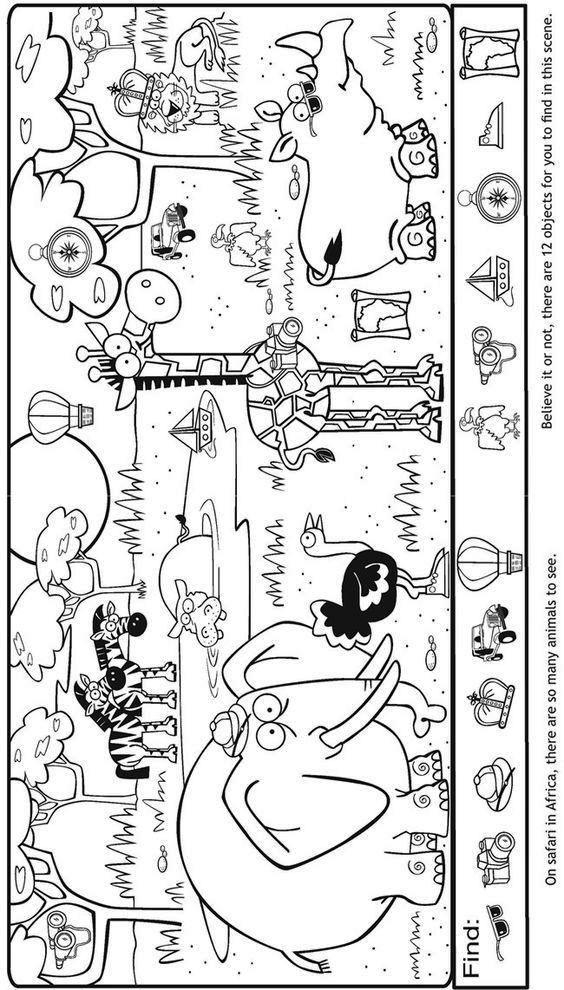 Find:
On safari in Africa, there are so many animals to see.
Believe it or not, there are 12 objects for you to find in this scene.